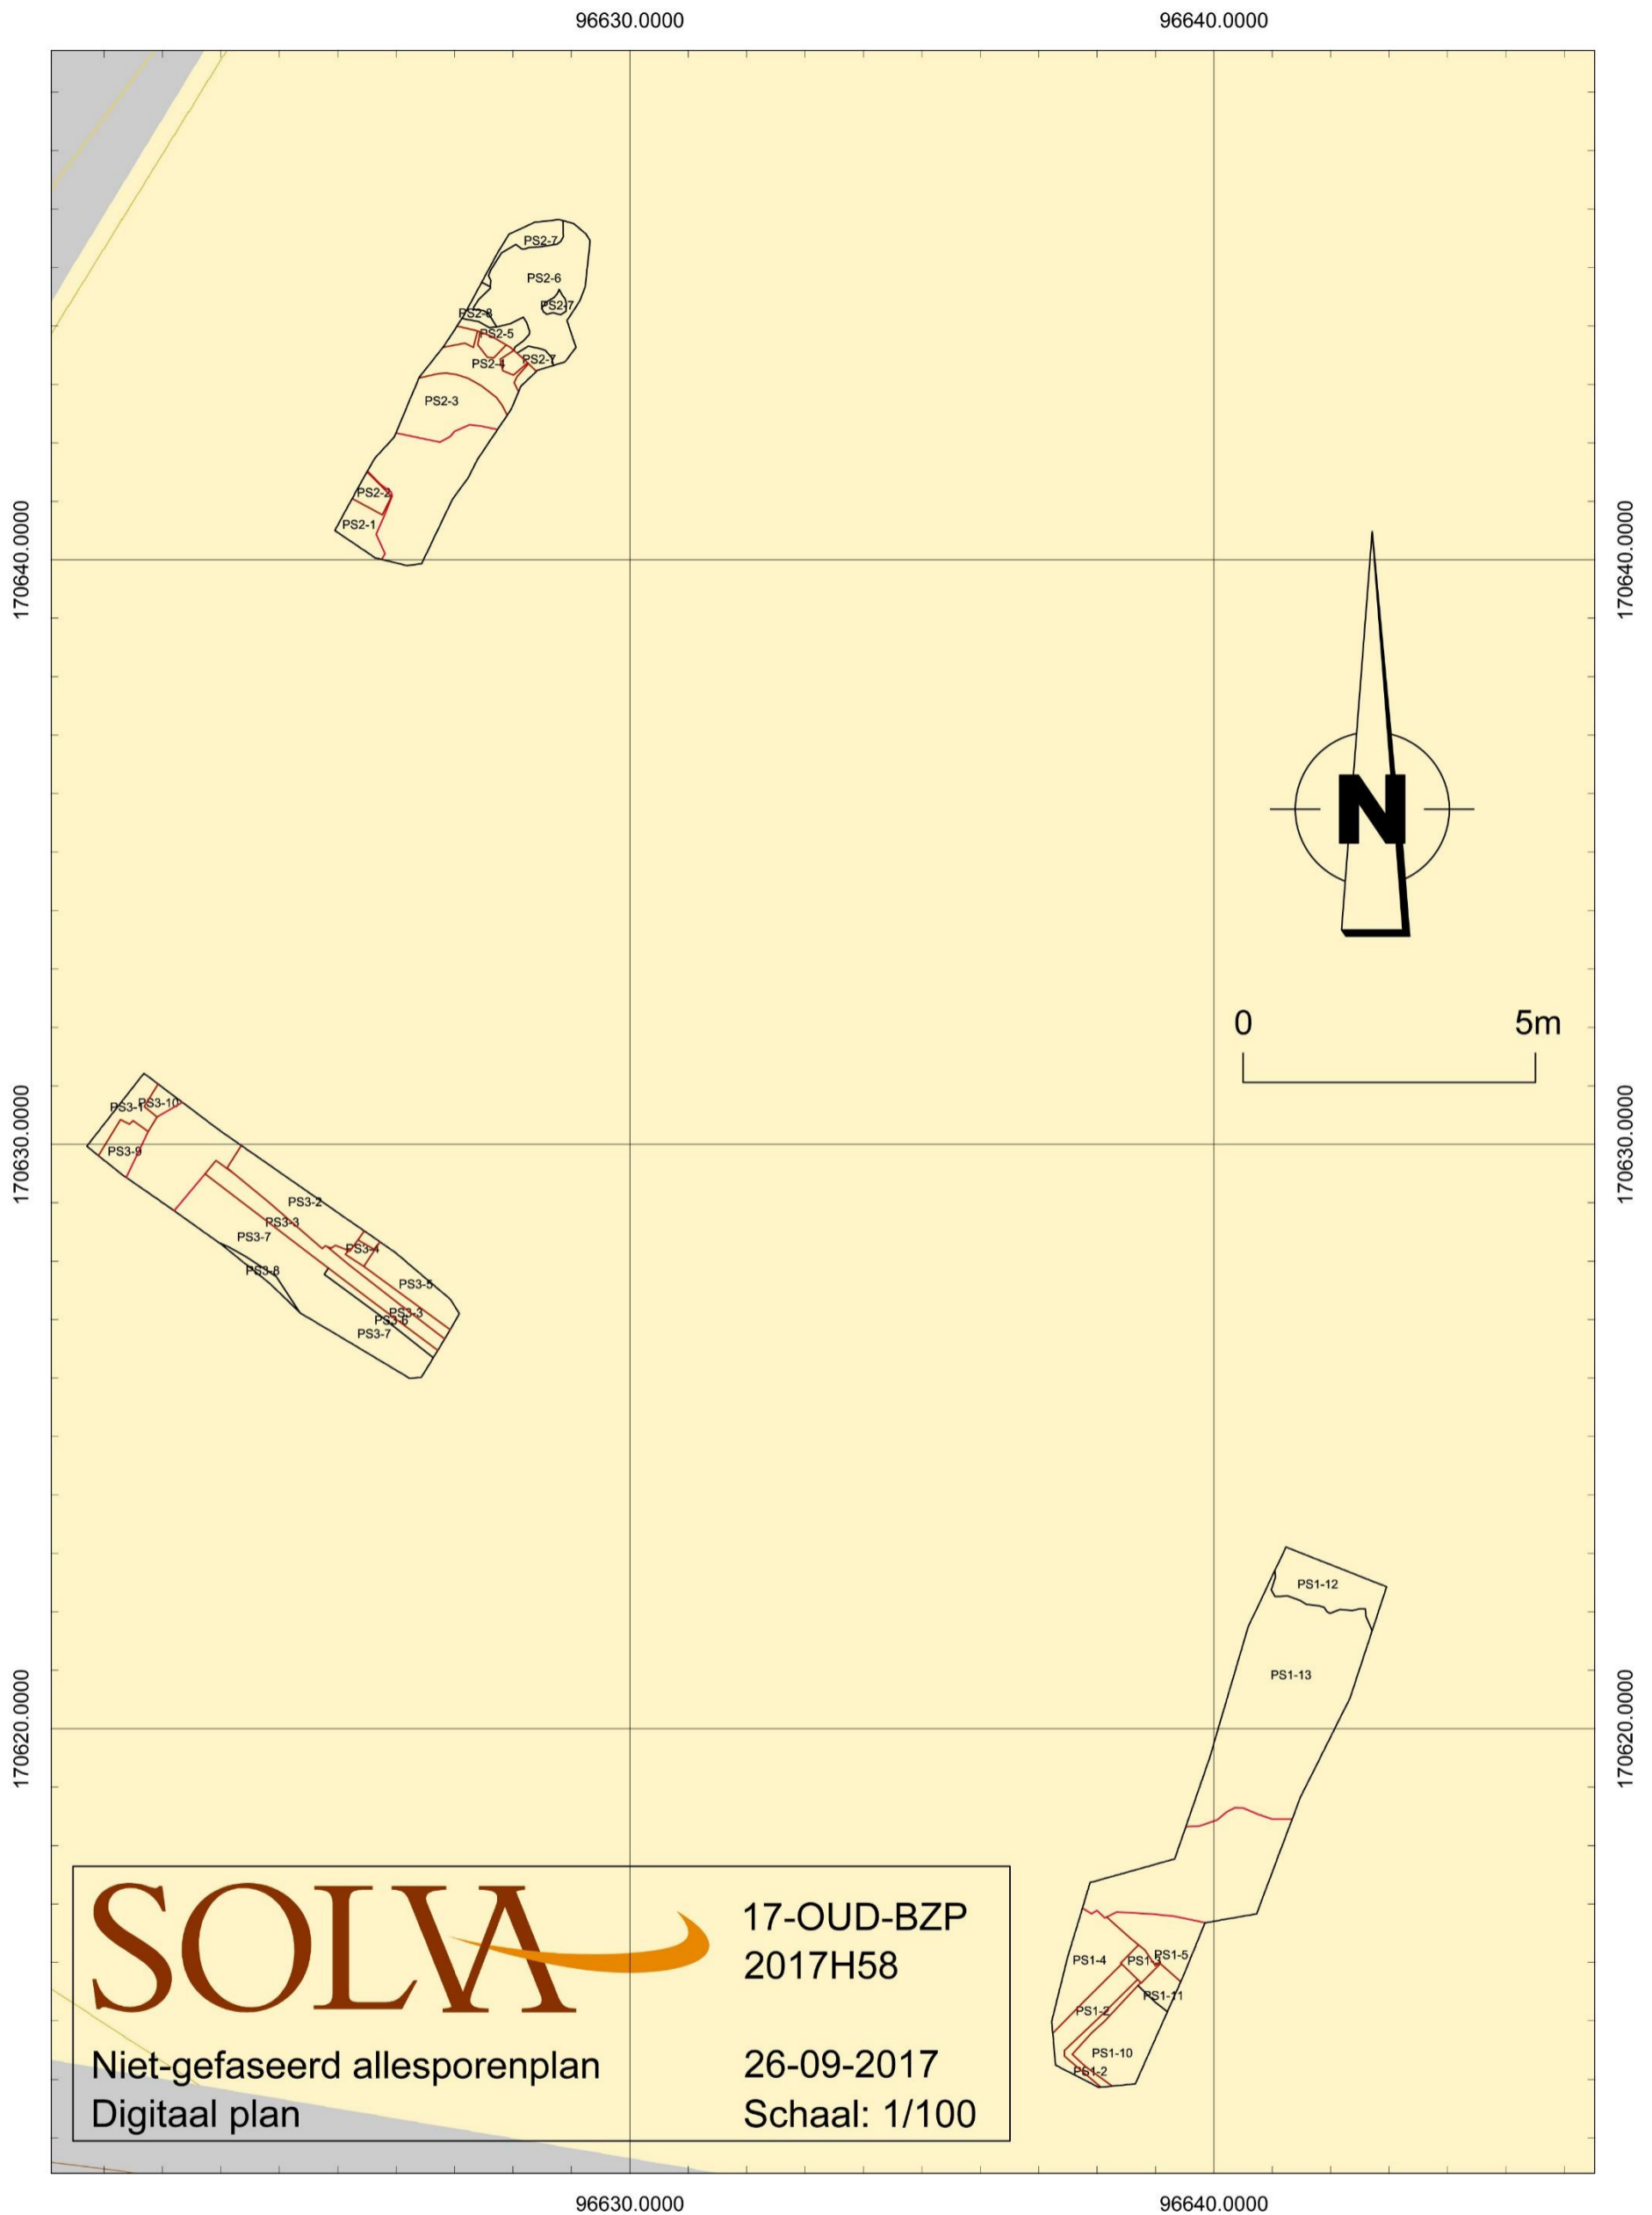 96630.0000 96640.0000
PS2-7
PS2-6
PS2-7
PS2-8
PS2-5
PS2-7
PS2-4
PS2-3
PS2-2
PS2-1
170640.0000 170640.0000
N
0 5m
PS3-1 PS3-10
PS3-9
170630.0000 170630.0000
PS3-2
PS3-3
PS3-7
PS3-4
PS3-8
PS3-5
PS3-3
PS3-6
PS3-7
PS1-12
PS1-13
170620.0000 170620.0000
PS1-4 PS1-3 PS1-5
PS1-11
PS1-2
PS1-10
PS1-2
SOLVA
17-OUD-BZP
2017H58
Niet-gefaseerd allesporenplan 26-09-2017
Digitaal plan Schaal: 1/100
96630.0000 96640.0000